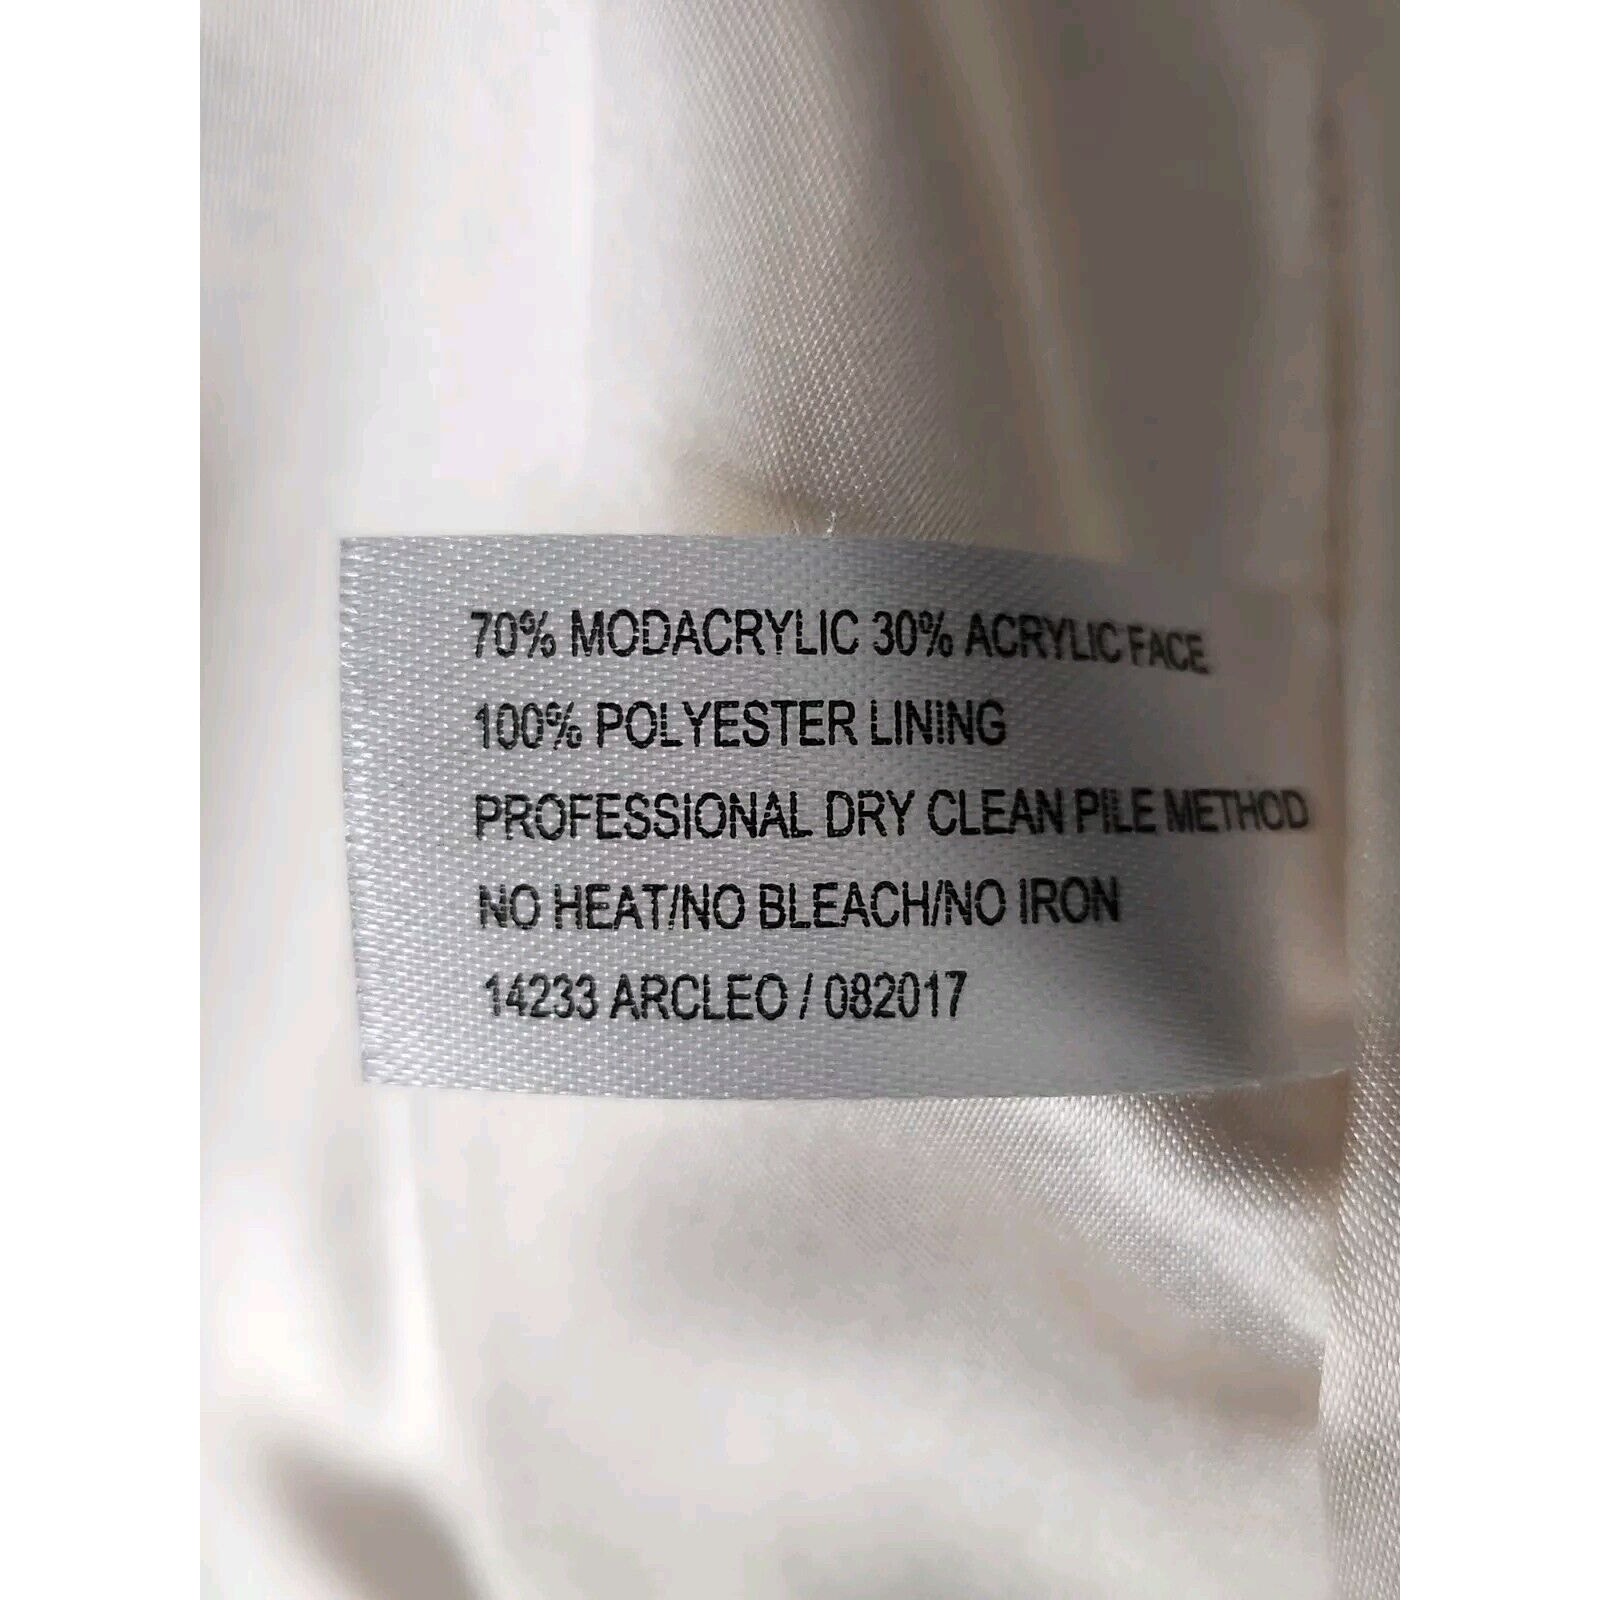 70% MODACRYLIC 30% ACRYLIC FACE
100% POLYESTER LINING
PROFESSIONAL DRY CLEAN PILE METHOD
NO HEAT/NO BLEACH/NO IRON
14233 ARCLEO / 082017